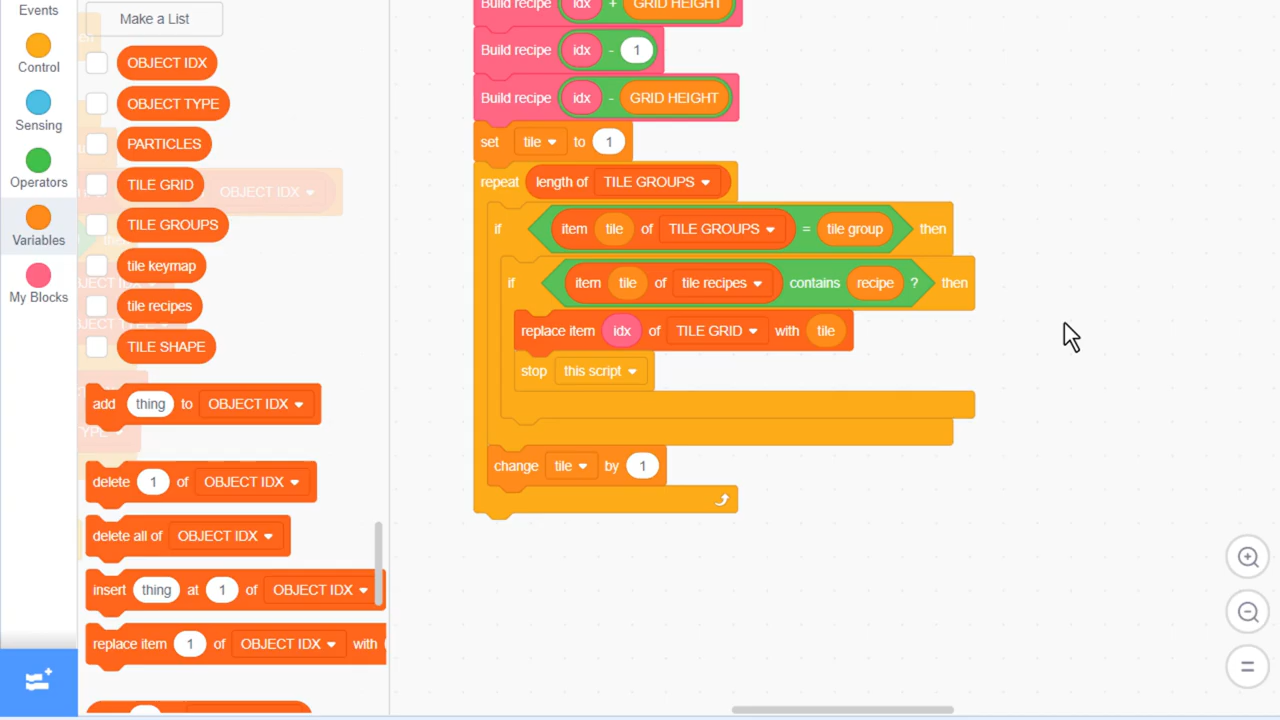 Events
Control
Sensing
Operators
Variables
My Blocks
Make a List
OBJECT IDX
OBJECT TYPE
PARTICLES
TILE GRID
OBJECT IDX
TILE GROUPS
tile keymap
tile recipes
TILE SHAPE
add thing to OBJECT IDX
delete 1 of OBJECT IDX
delete all of OBJECT IDX
insert thing at 1 of OBJECT IDX
replace item 1 of OBJECT IDX with
Build recipe idx + GRID HEIGHT
Build recipe idx - 1
Build recipe idx - GRID HEIGHT
set tile to 1
repeat length of TILE GROUPS
if item tile of TILE GROUPS = tile group then
if item tile of tile recipes contains recipe ? then
replace item idx of TILE GRID with tile
stop this script
change tile by 1